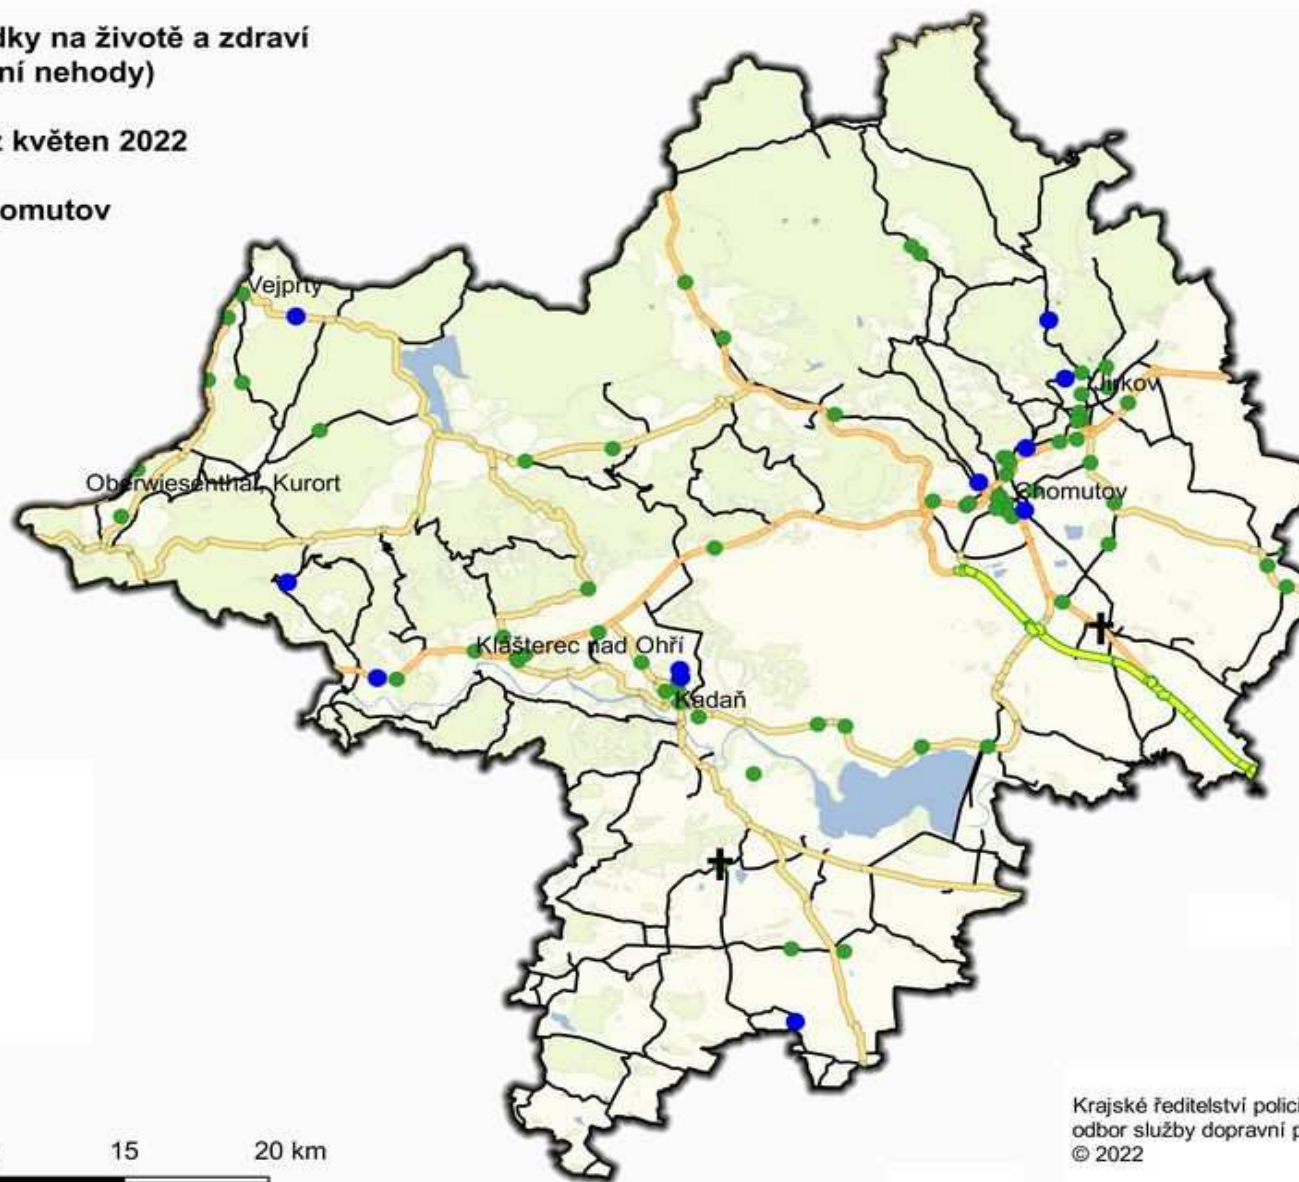 dky na životě a zdraví
ní nehody)
z květen 2022
omutov
Vejprty
Jirkov
Oberwiesenthal, Kurort
Chomutov
Klášterec nad Ohří
Kadaň
15 20 km
Krajské ředitelství polici
odbor služby dopravní p
© 2022